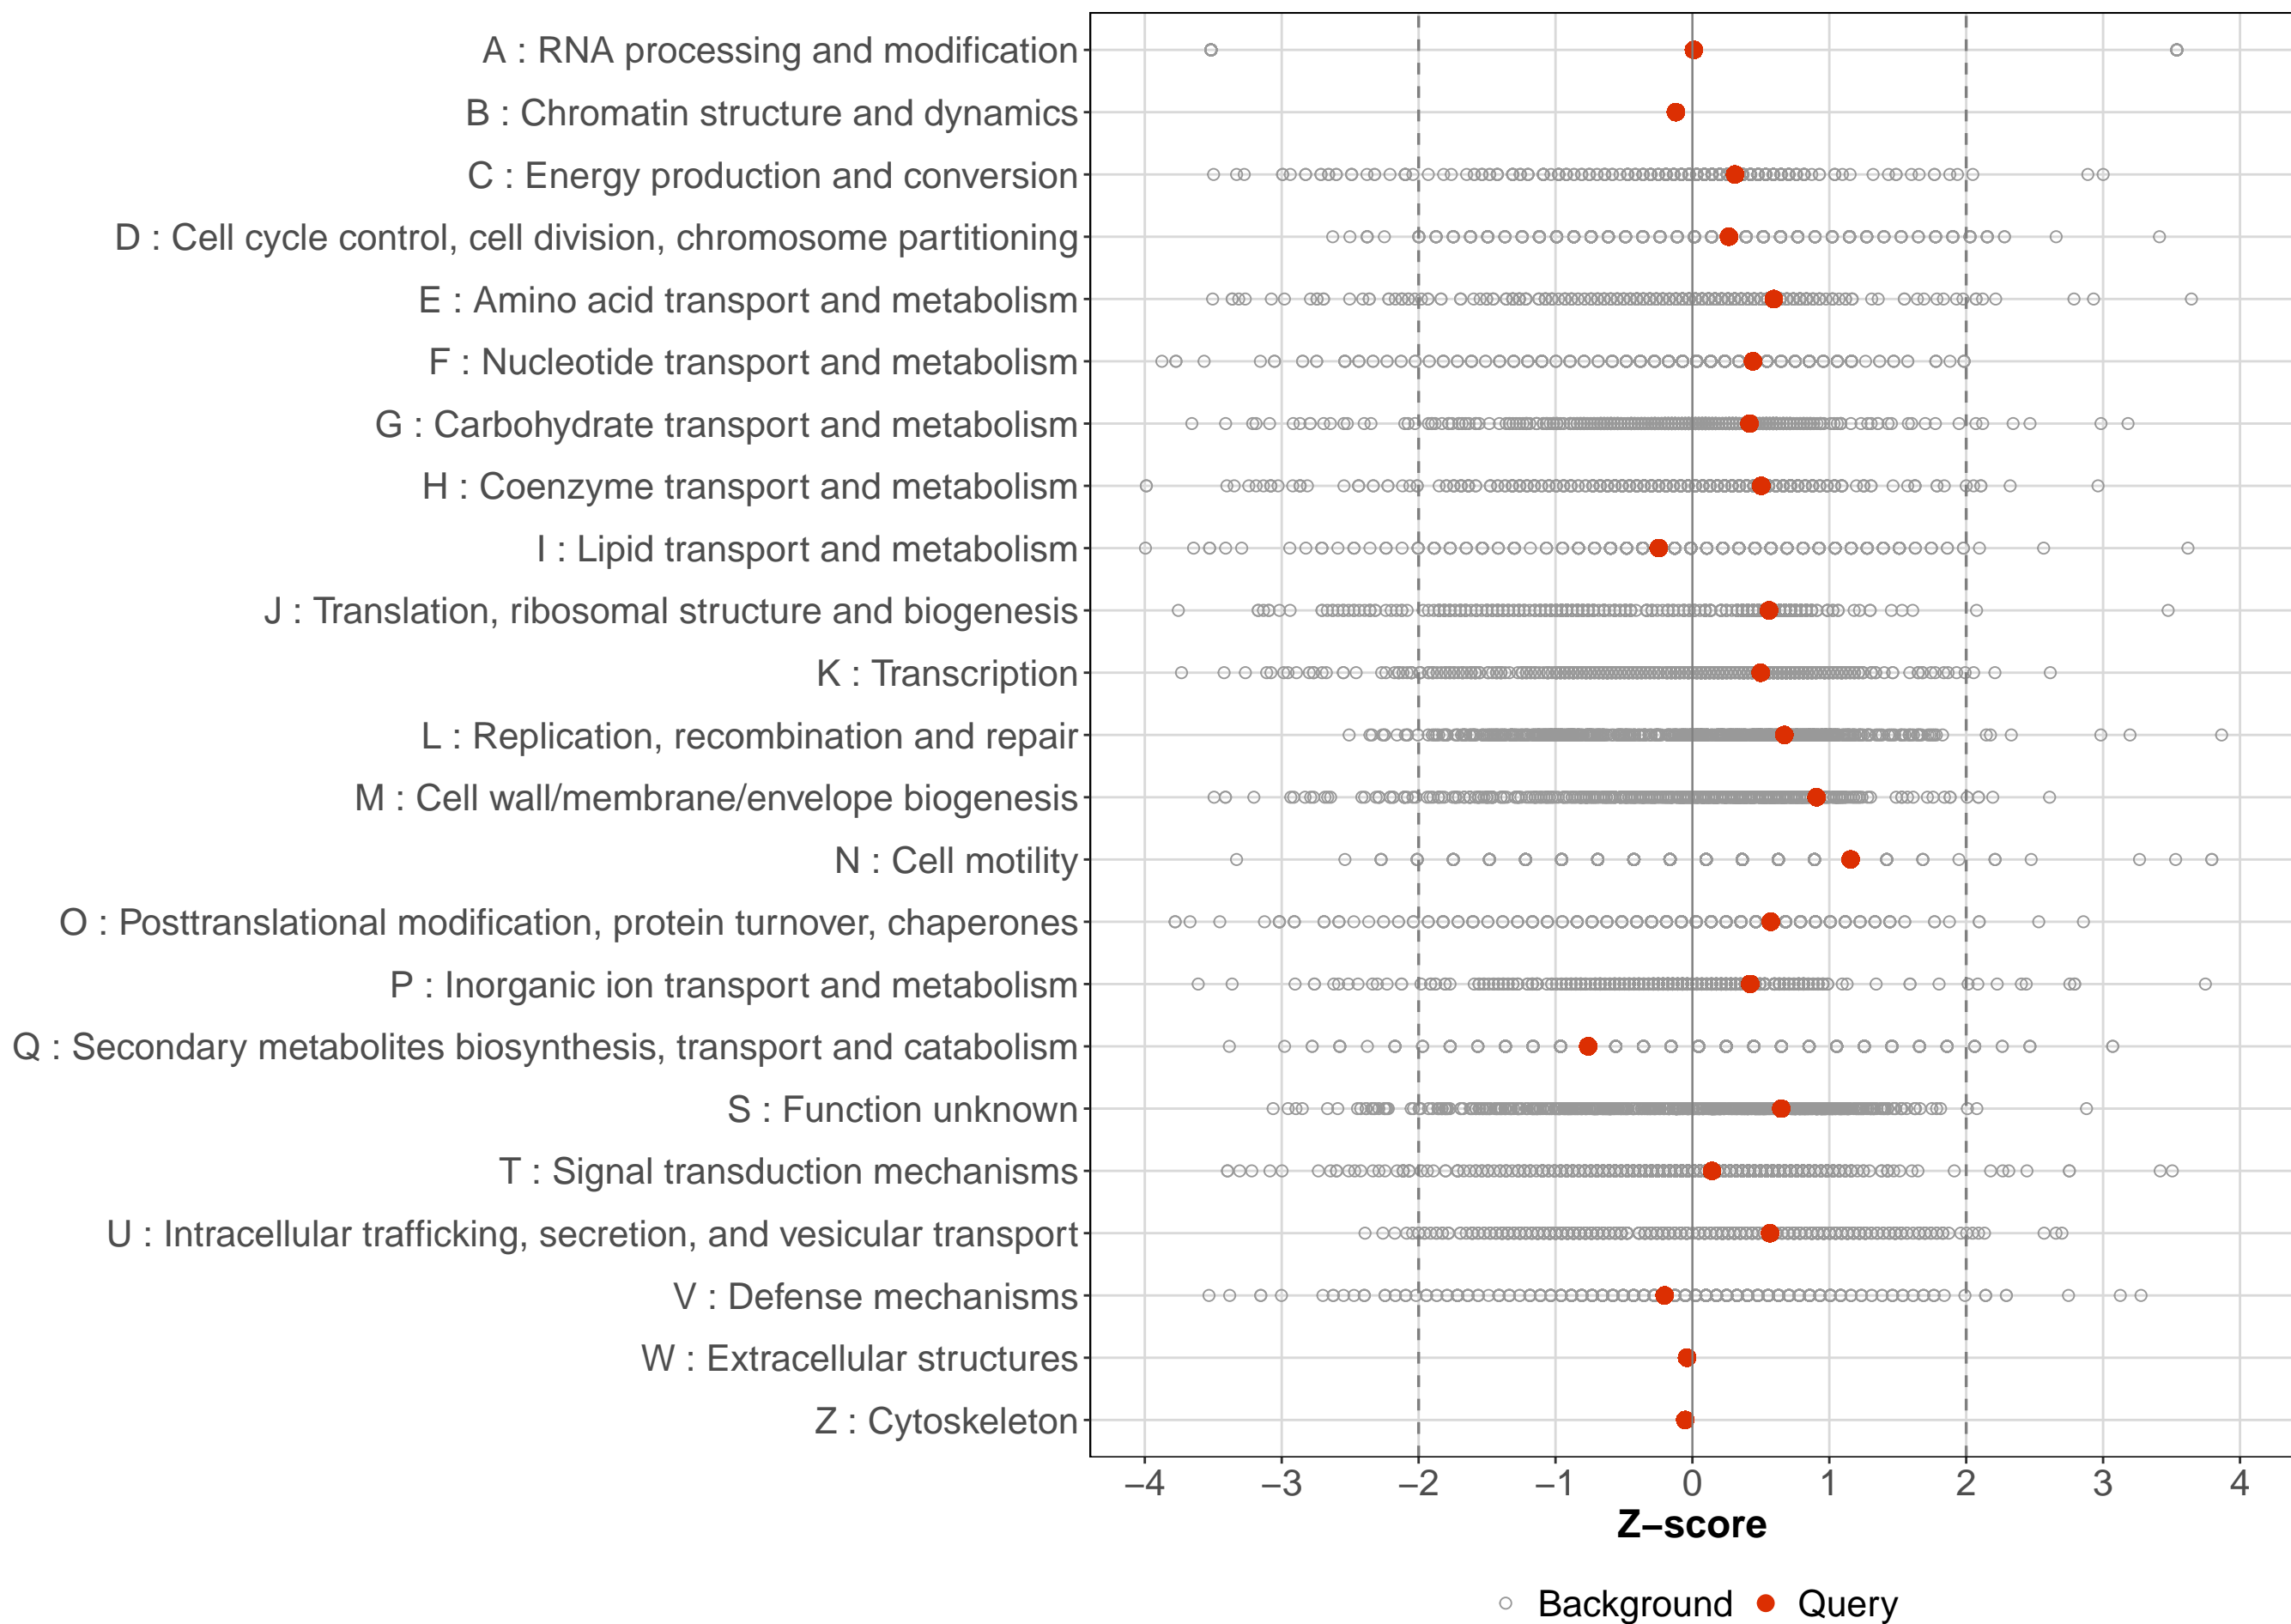 A : RNA processing and modification
B : Chromatin structure and dynamics
C : Energy production and conversion
D : Cell cycle control, cell division, chromosome partitioning
E : Amino acid transport and metabolism
F : Nucleotide transport and metabolism
G : Carbohydrate transport and metabolism
H : Coenzyme transport and metabolism
I : Lipid transport and metabolism
J : Translation, ribosomal structure and biogenesis
K : Transcription
L : Replication, recombination and repair
M : Cell wall/membrane/envelope biogenesis
N : Cell motility
O : Posttranslational modification, protein turnover, chaperones
P : Inorganic ion transport and metabolism
Q : Secondary metabolites biosynthesis, transport and catabolism
S : Function unknown
T : Signal transduction mechanisms
U : Intracellular trafficking, secretion, and vesicular transport
V : Defense mechanisms
W : Extracellular structures
Z : Cytoskeleton
−4 −3 −2 −1 0 1 2 3 4
Z−score
Background Query